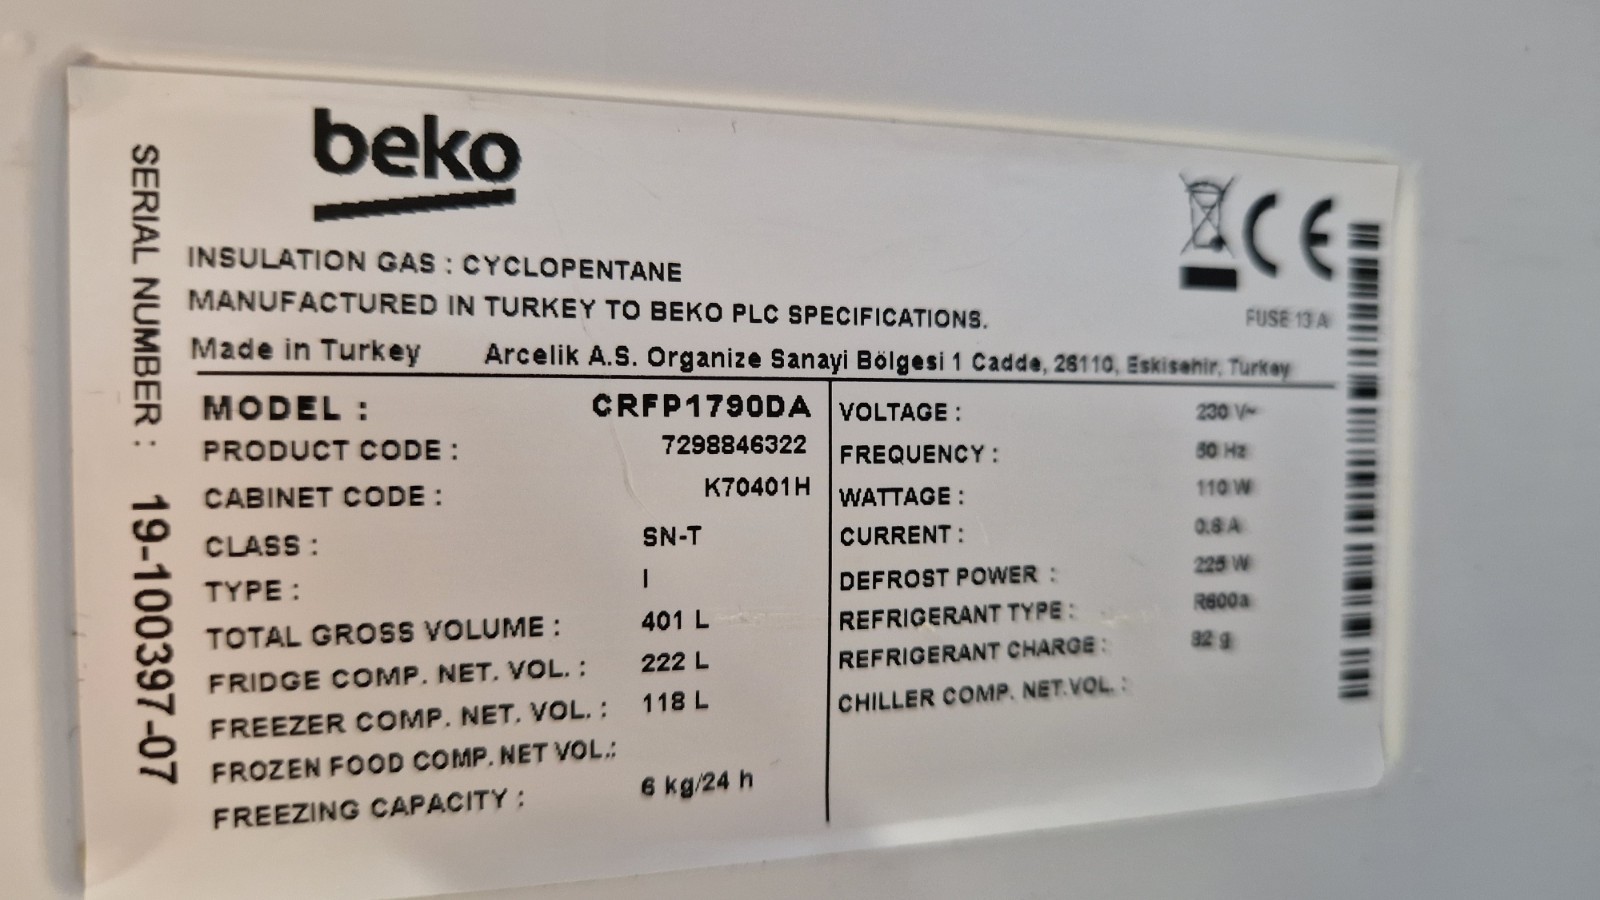 beko
SERIAL NUMBER : 19-100397-07
INSULATION GAS : CYCLOPENTANE
MANUFACTURED IN TURKEY TO BEKO PLC SPECIFICATIONS.
CE
FUSE 13 A
Made in Turkey Arcelik A.S. Organize Sanayi Bölgesi 1 Cadde, 26110, Eskisehir, Turkey
MODEL : CRFP1790DA
PRODUCT CODE : 7298846322
CABINET CODE : K70401H
CLASS : SN-T
TYPE : I
TOTAL GROSS VOLUME : 401 L
FRIDGE COMP. NET. VOL. : 222 L
FREEZER COMP. NET. VOL. : 118 L
FROZEN FOOD COMP. NET VOL.:
FREEZING CAPACITY : 6 kg/24 h
VOLTAGE : 230 V~
FREQUENCY : 50 Hz
WATTAGE : 110 W
CURRENT :
DEFROST POWER : 225 W
REFRIGERANT TYPE : R600a
REFRIGERANT CHARGE :
CHILLER COMP. NET.VOL. :